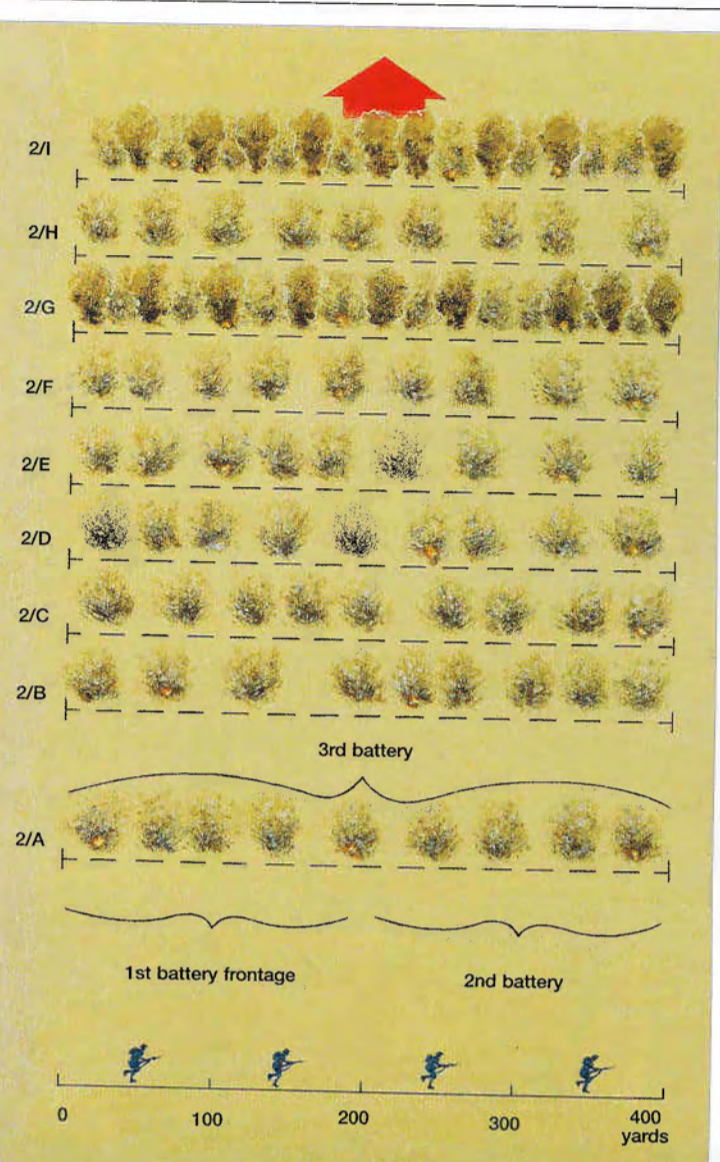 2/I
2/H
2/G
2/F
2/E
2/D
2/C
2/B
3rd battery
2/A
1st battery frontage
2nd battery
0
100
200
300
400
yards